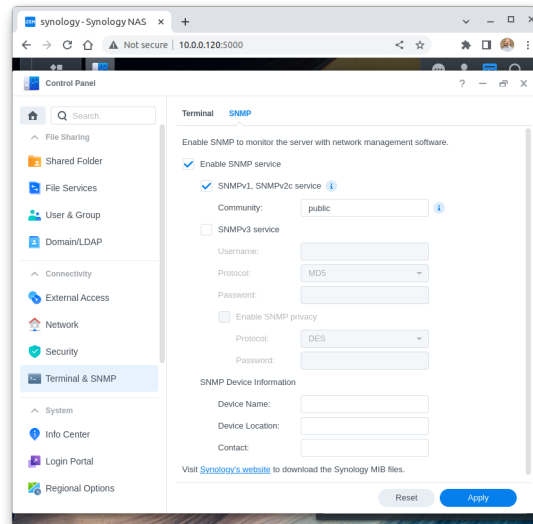 DSM synology - Synology NAS
Not secure | 10.0.0.120:5000
Control Panel
Search
File Sharing
Shared Folder
File Services
User & Group
Domain/LDAP
Connectivity
External Access
Network
Security
Terminal & SNMP
System
Info Center
Login Portal
Regional Options
Terminal SNMP
Enable SNMP to monitor the server with network management software.
Enable SNMP service
SNMPv1, SNMPv2c service
Community: public
SNMPv3 service
Username:
Protocol: MD5
Password:
Enable SNMP privacy
Protocol: DES
Password:
SNMP Device Information
Device Name:
Device Location:
Contact:
Visit Synology's website to download the Synology MIB files.
Reset Apply